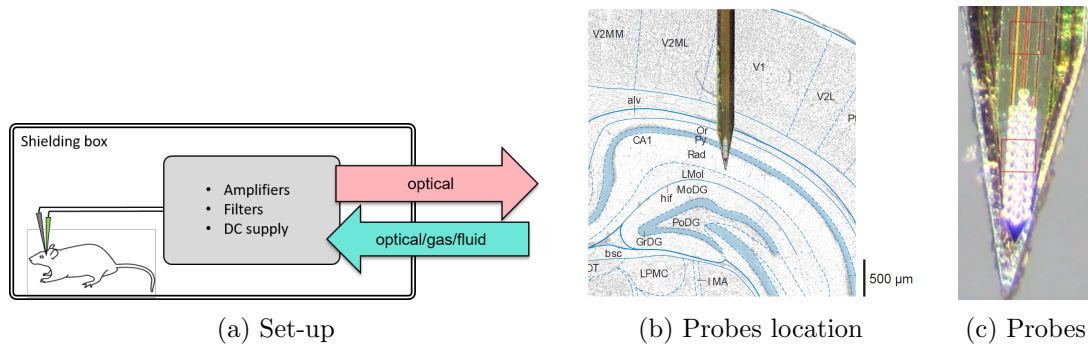 Shielding box
• Amplifiers
• Filters
• DC supply
optical
optical/gas/fluid
(a) Set-up
V2MM
V2ML
V1
V2L
alv
Or
CA1
Py
Rad
LMol
hif
MoDG
PoDG
GrDG
bsc
LPMC
IMA
500 μm
(b) Probes location
(c) Probes